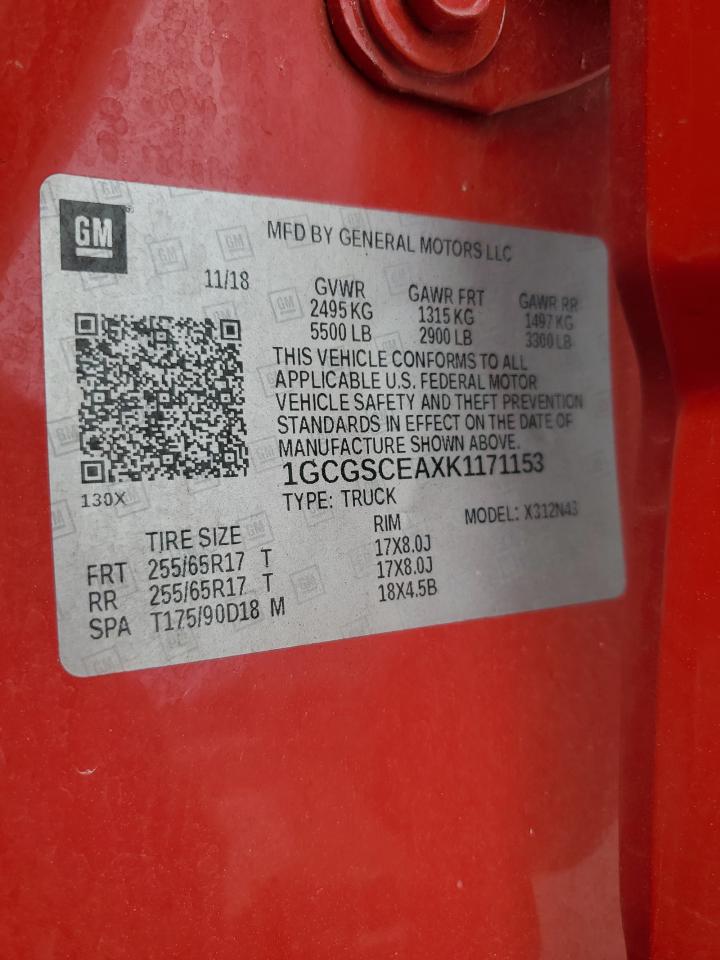 GM
MFD BY GENERAL MOTORS LLC
11/18
GVWR GAWR FRT GAWR RR
2495 KG 1315 KG 1497 KG
5500 LB 2900 LB 3300 LB
THIS VEHICLE CONFORMS TO ALL
APPLICABLE U.S. FEDERAL MOTOR
VEHICLE SAFETY AND THEFT PREVENTION
STANDARDS IN EFFECT ON THE DATE OF
MANUFACTURE SHOWN ABOVE.
1GCGSCEAXK1171153
130X
TYPE: TRUCK MODEL: X312N43
TIRE SIZE RIM
FRT 255/65R17 T 17X8.0J
RR 255/65R17 T 17X8.0J
SPA T175/90D18 M 18X4.5B